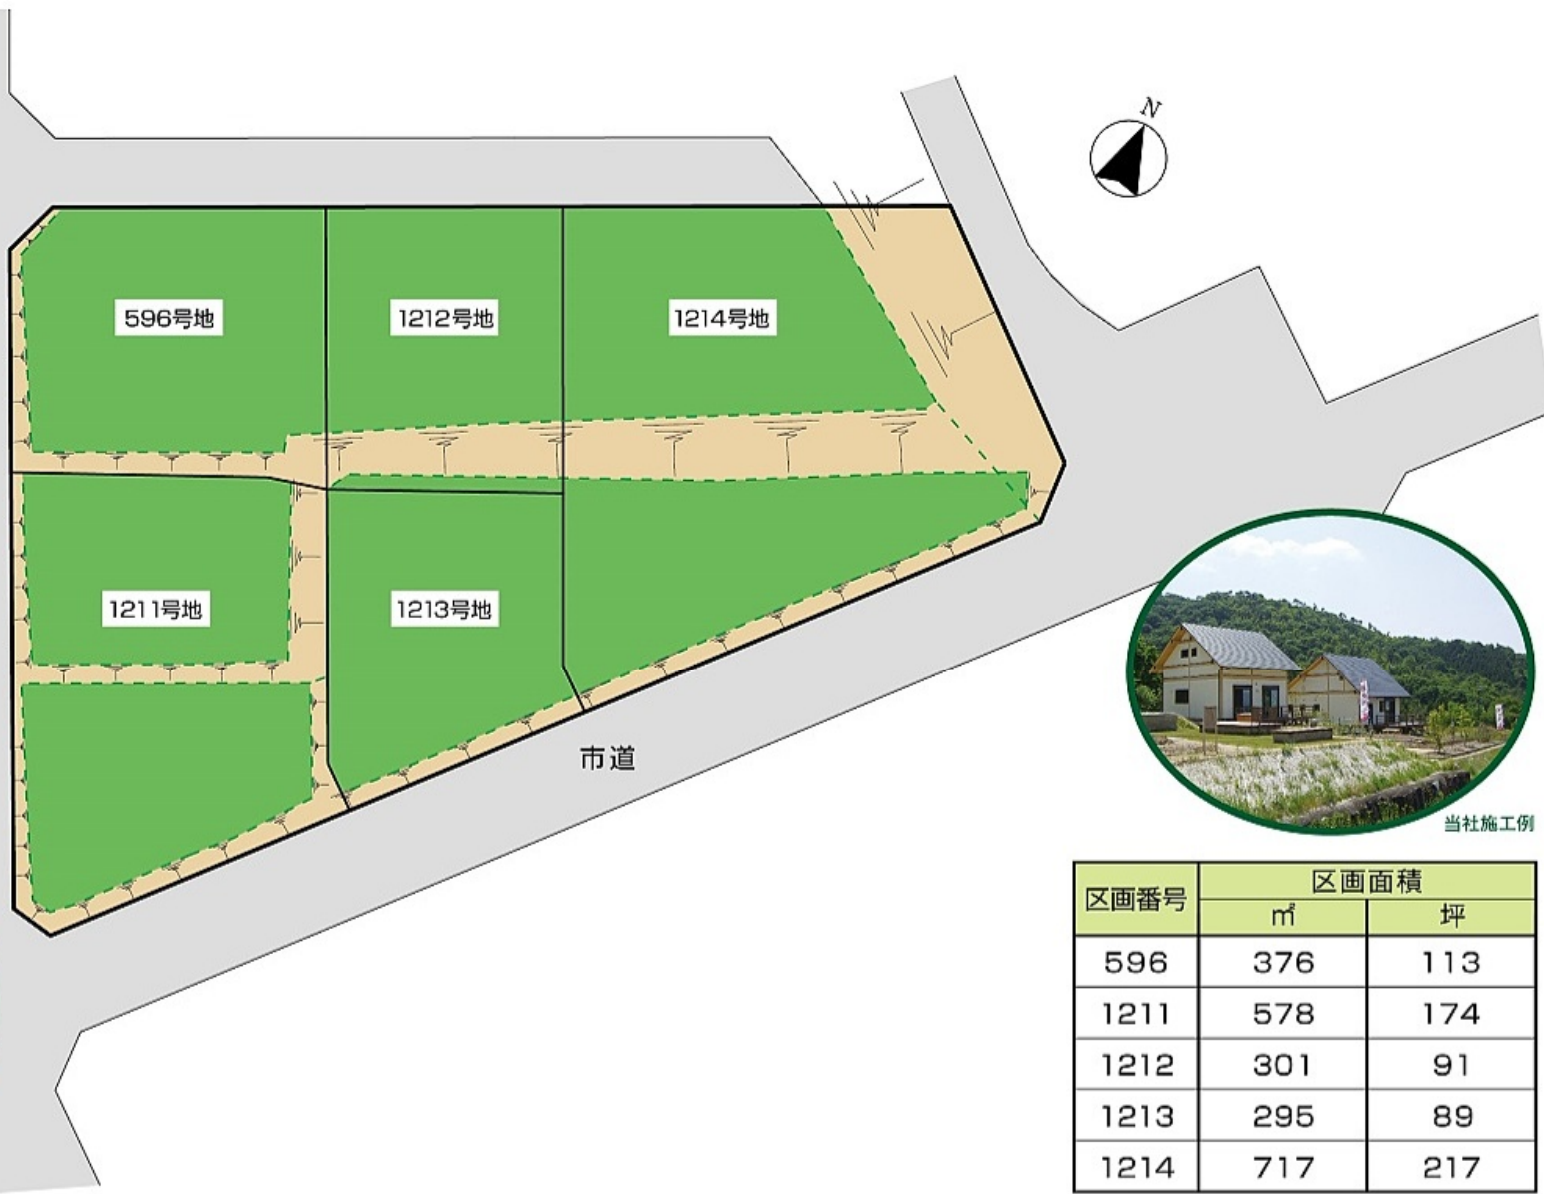 N
596号地
1212号地
1214号地
1211号地
1213号地
市道
当社施工例
区画番号 区画面積
㎡ 坪
596 376 113
1211 578 174
1212 301 91
1213 295 89
1214 717 217